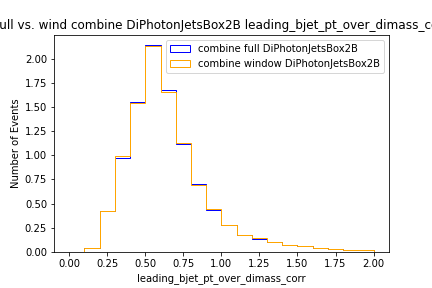 ull vs. wind combine DiPhotonJetsBox2B leading_bjet_pt_over_dimass_c
combine full DiPhotonJetsBox2B
combine window DiPhotonJetsBox2B
Number of Events
2.00
1.75
1.50
1.25
1.00
0.75
0.50
0.25
0.00
0.00 0.25 0.50 0.75 1.00 1.25 1.50 1.75 2.00
leading_bjet_pt_over_dimass_corr